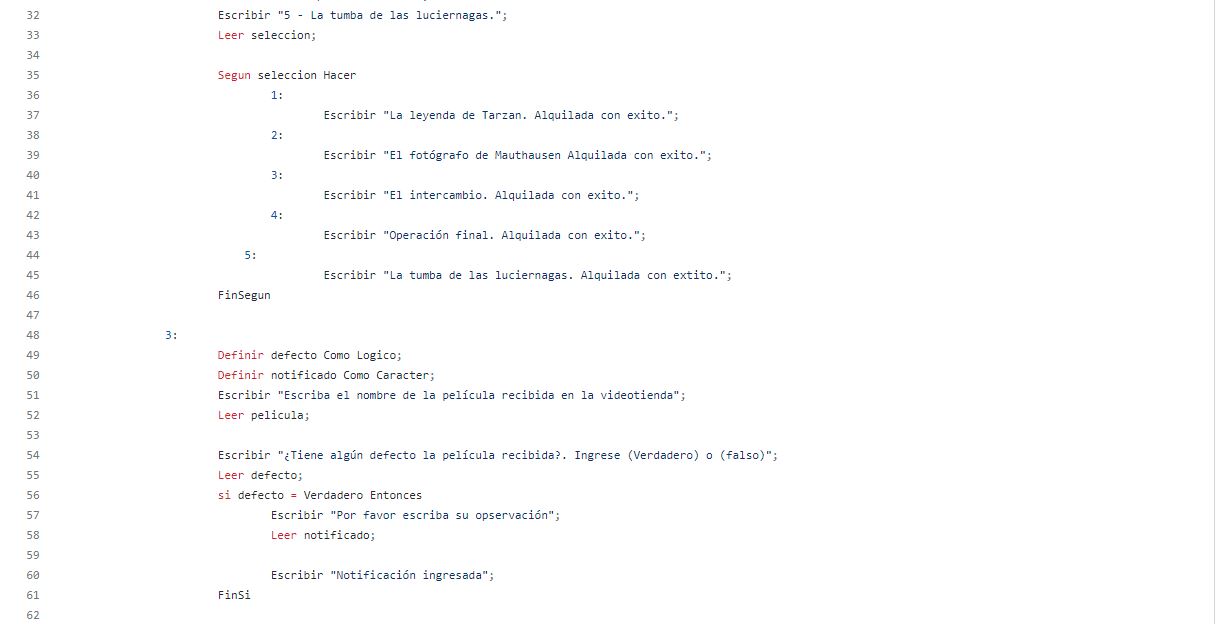 32 Escribir "5 - La tumba de las luciernagas.";
33 Leer seleccion;
34
35 Segun seleccion Hacer
36 1:
37 Escribir "La leyenda de Tarzan. Alquilada con exito.";
38 2:
39 Escribir "El fotógrafo de Mauthausen Alquilada con exito.";
40 3:
41 Escribir "El intercambio. Alquilada con exito.";
42 4:
43 Escribir "Operación final. Alquilada con exito.";
44 5:
45 Escribir "La tumba de las luciernagas. Alquilada con extito.";
46 FinSegun
47
48 3:
49 Definir defecto Como Logico;
50 Definir notificado Como Caracter;
51 Escribir "Escriba el nombre de la película recibida en la videotienda";
52 Leer pelicula;
53
54 Escribir "¿Tiene algún defecto la película recibida?. Ingrese (Verdadero) o (falso)";
55 Leer defecto;
56 si defecto = Verdadero Entonces
57 Escribir "Por favor escriba su opservación";
58 Leer notificado;
59
60 Escribir "Notificación ingresada";
61 FinSi
62